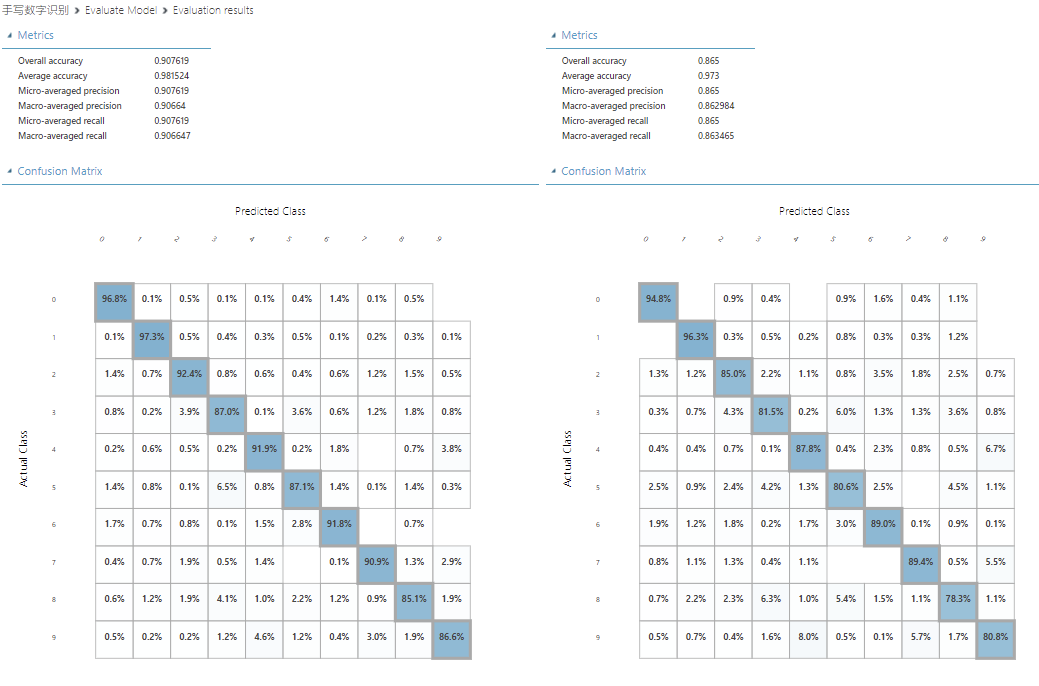 手写数字识别 > Evaluate Model > Evaluation results
Metrics
Overall accuracy 0.907619
Average accuracy 0.981524
Micro-averaged precision 0.907619
Macro-averaged precision 0.90664
Micro-averaged recall 0.907619
Macro-averaged recall 0.906647
Confusion Matrix
Predicted Class
0 1 2 3 4 5 6 7 8 9
Actual Class
0 96.8% 0.1% 0.5% 0.1% 0.1% 0.4% 1.4% 0.1% 0.5%
1 0.1% 97.3% 0.5% 0.4% 0.3% 0.5% 0.1% 0.2% 0.3% 0.1%
2 1.4% 0.7% 92.4% 0.8% 0.6% 0.4% 0.6% 1.2% 1.5% 0.5%
3 0.8% 0.2% 3.9% 87.0% 0.1% 3.6% 0.6% 1.2% 1.8% 0.8%
4 0.2% 0.6% 0.5% 0.2% 91.9% 0.2% 1.8% 0.7% 3.8%
5 1.4% 0.8% 0.1% 6.5% 0.8% 87.1% 1.4% 0.1% 1.4% 0.3%
6 1.7% 0.7% 0.8% 0.1% 1.5% 2.8% 91.8% 0.7%
7 0.4% 0.7% 1.9% 0.5% 1.4% 0.1% 90.9% 1.3% 2.9%
8 0.6% 1.2% 1.9% 4.1% 1.0% 2.2% 1.2% 0.9% 85.1% 1.9%
9 0.5% 0.2% 0.2% 1.2% 4.6% 1.2% 0.4% 3.0% 1.9% 86.6%
Metrics
Overall accuracy 0.865
Average accuracy 0.973
Micro-averaged precision 0.865
Macro-averaged precision 0.862984
Micro-averaged recall 0.865
Macro-averaged recall 0.863465
Confusion Matrix
Predicted Class
0 1 2 3 4 5 6 7 8 9
Actual Class
0 94.8% 0.9% 0.4% 0.9% 1.6% 0.4% 1.1%
1 96.3% 0.3% 0.5% 0.2% 0.8% 0.3% 0.3% 1.2%
2 1.3% 1.2% 85.0% 2.2% 1.1% 0.8% 3.5% 1.8% 2.5% 0.7%
3 0.3% 0.7% 4.3% 81.5% 0.2% 6.0% 1.3% 1.3% 3.6% 0.8%
4 0.4% 0.4% 0.7% 0.1% 87.8% 0.4% 2.3% 0.8% 0.5% 6.7%
5 2.5% 0.9% 2.4% 4.2% 1.3% 80.6% 2.5% 4.5% 1.1%
6 1.9% 1.2% 1.8% 0.2% 1.7% 3.0% 89.0% 0.1% 0.9% 0.1%
7 0.8% 1.1% 1.3% 0.4% 1.1% 89.4% 0.5% 5.5%
8 0.7% 2.2% 2.3% 6.3% 1.0% 5.4% 1.5% 1.1% 78.3% 1.1%
9 0.5% 0.7% 0.4% 1.6% 8.0% 0.5% 0.1% 5.7% 1.7% 80.8%